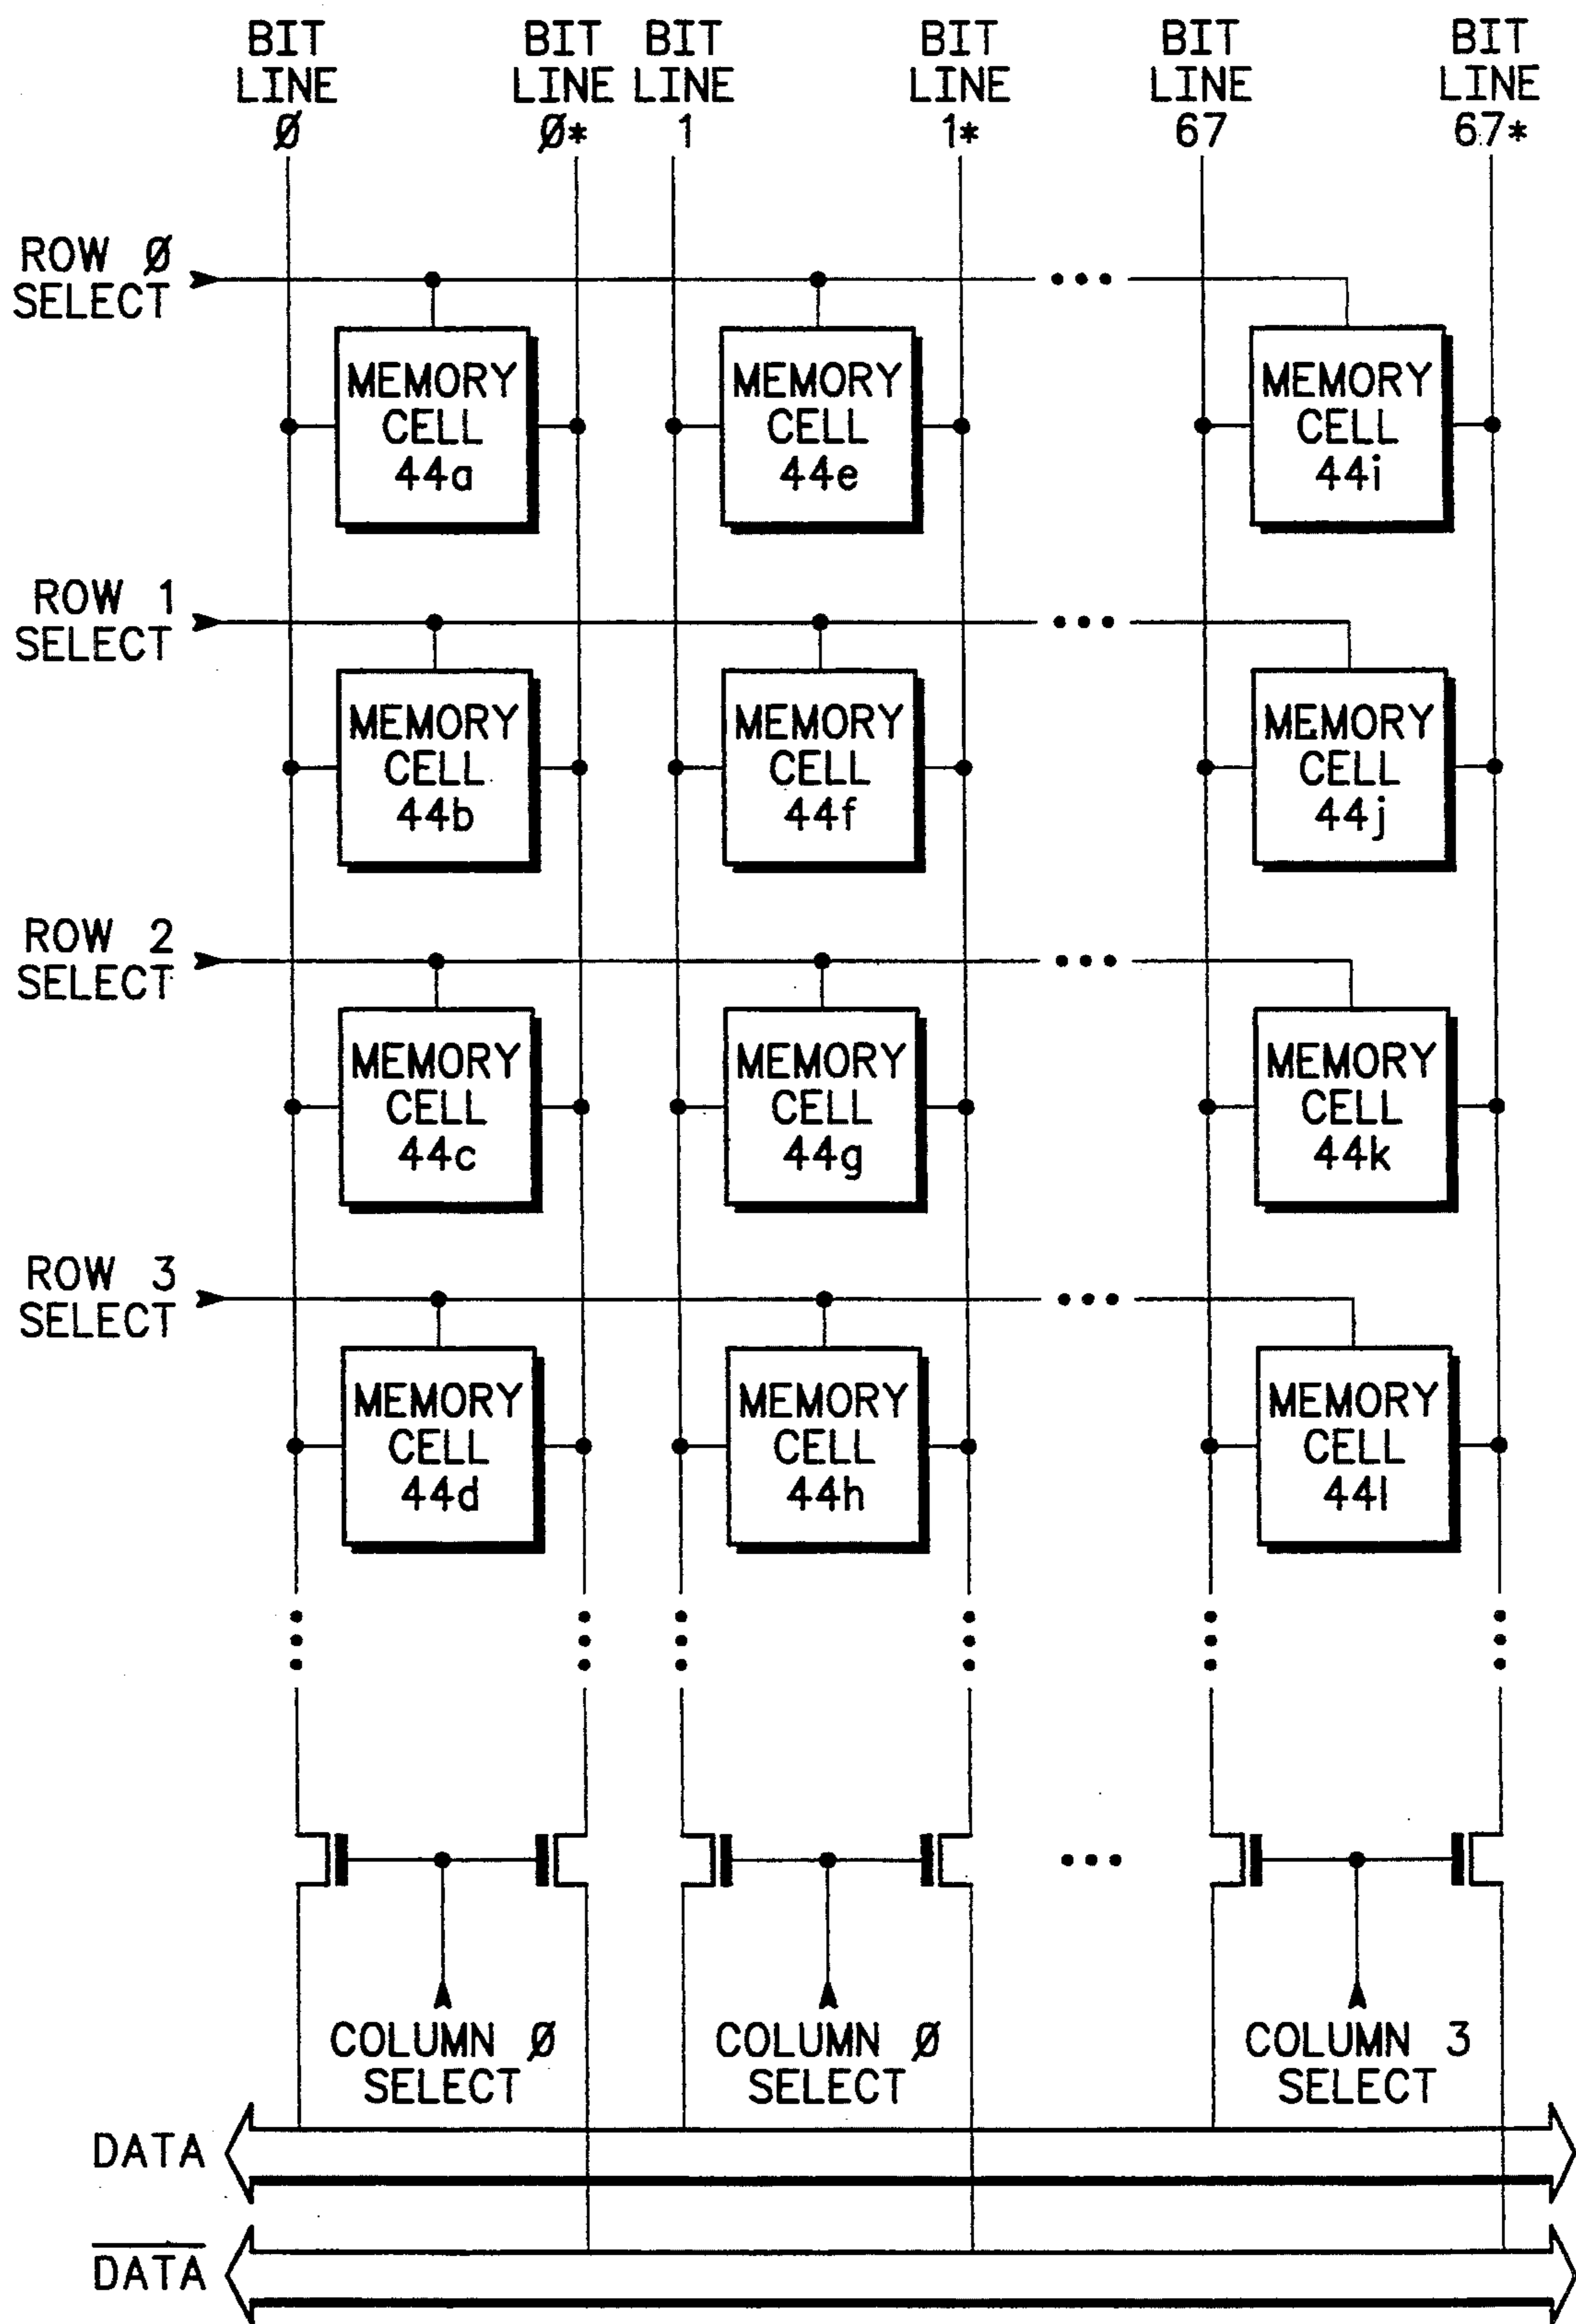 BIT LINE Ø
BIT LINE Ø*
BIT LINE 1
BIT LINE 1*
BIT LINE 67
BIT LINE 67*
ROW Ø
SELECT
MEMORY
CELL
44a
MEMORY
CELL
44e
MEMORY
CELL
44i
ROW 1
SELECT
MEMORY
CELL
44b
MEMORY
CELL
44f
MEMORY
CELL
44j
ROW 2
SELECT
MEMORY
CELL
44c
MEMORY
CELL
44g
MEMORY
CELL
44k
ROW 3
SELECT
MEMORY
CELL
44d
MEMORY
CELL
44h
MEMORY
CELL
44l
COLUMN Ø
SELECT
COLUMN Ø
SELECT
COLUMN 3
SELECT
DATA
D̅A̅T̅A̅